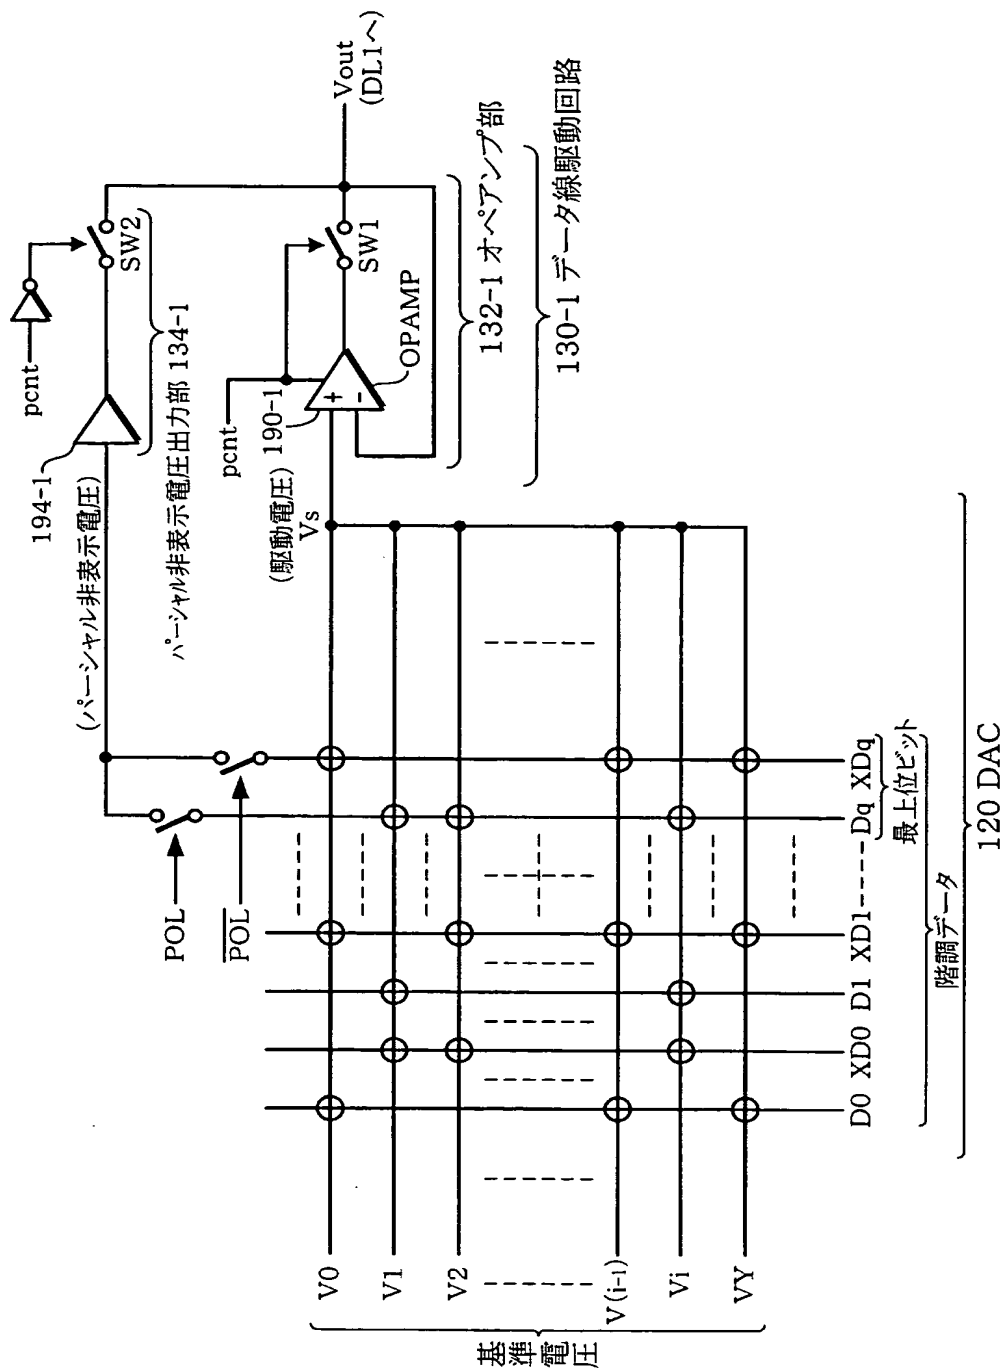 pcnt
SW2
194-1
(パーシャル非表示電圧)
パーシャル非表示電圧出力部 134-1
pcnt
190-1
(駆動電圧)
Vs
+
-
SW1
OPAMP
Vout
(DL1へ)
132-1 オペアンプ部
130-1 データ線駆動回路
POL
POL
V0
V1
V2
V(i-1)
Vi
VY
基準電圧
D0 XD0 D1 XD1 Dq XDq
最上位ビット
階調データ
120 DAC